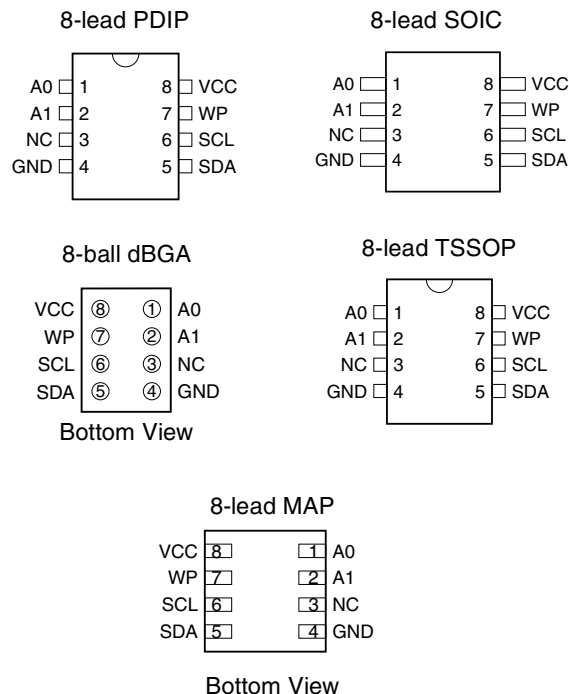 8-lead PDIP
A0 1 8 VCC
A1 2 7 WP
NC 3 6 SCL
GND 4 5 SDA
8-lead SOIC
A0 1 8 VCC
A1 2 7 WP
NC 3 6 SCL
GND 4 5 SDA
8-ball dBGA
VCC 8 1 A0
WP 7 2 A1
SCL 6 3 NC
SDA 5 4 GND
Bottom View
8-lead TSSOP
A0 1 8 VCC
A1 2 7 WP
NC 3 6 SCL
GND 4 5 SDA
8-lead MAP
VCC 8 1 A0
WP 7 2 A1
SCL 6 3 NC
SDA 5 4 GND
Bottom View